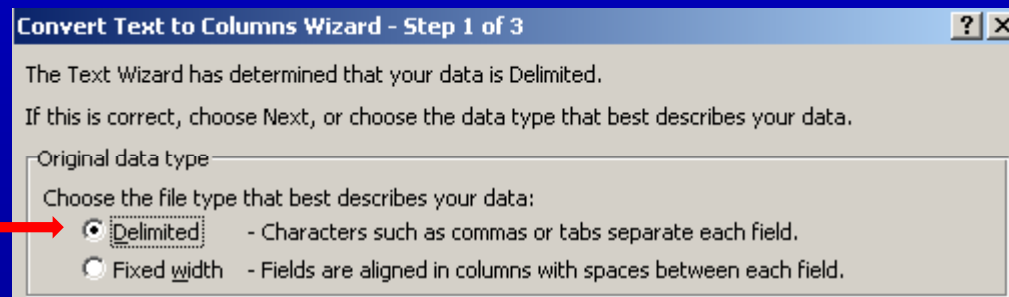 Convert Text to Columns Wizard - Step 1 of 3
The Text Wizard has determined that your data is Delimited.
If this is correct, choose Next, or choose the data type that best describes your data.
Original data type
Choose the file type that best describes your data:
Delimited - Characters such as commas or tabs separate each field.
Fixed width - Fields are aligned in columns with spaces between each field.